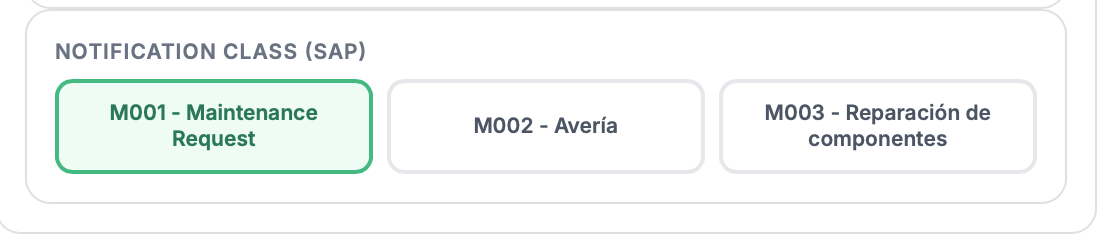 NOTIFICATION CLASS (SAP)
M001 - Maintenance
Request
M002 - Avería
M003 - Reparación de
componentes